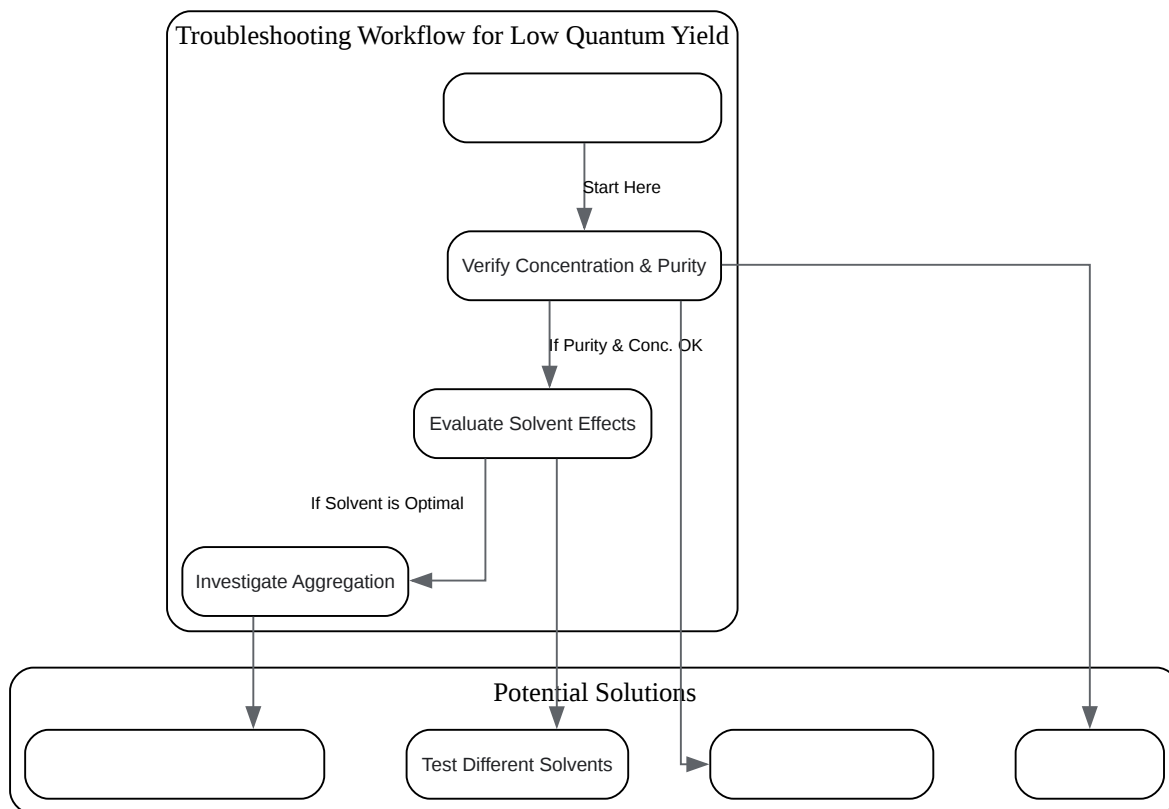 Troubleshooting Workflow for Low Quantum Yield
Start Here
Verify Concentration & Purity
If Purity & Conc. OK
Evaluate Solvent Effects
If Solvent is Optimal
Investigate Aggregation
Potential Solutions
Test Different Solvents